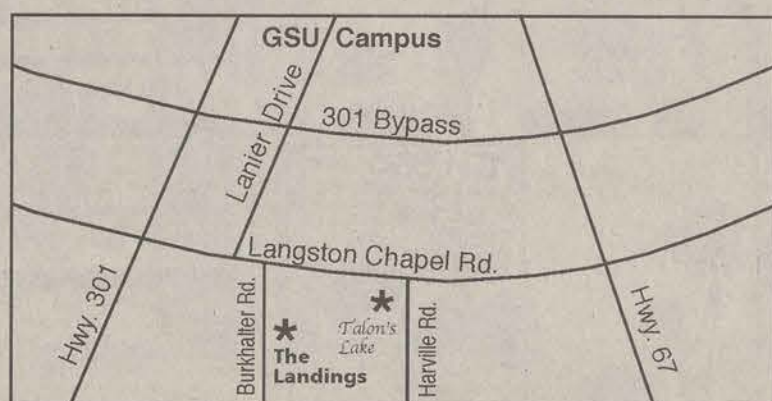 GSU Campus
Lanier Drive
301 Bypass
Langston Chapel Rd.
Hwy. 301
Burkhalter Rd.
*
The
Landings
*
Talon's
Lake
Harville Rd.
Hwy. 67